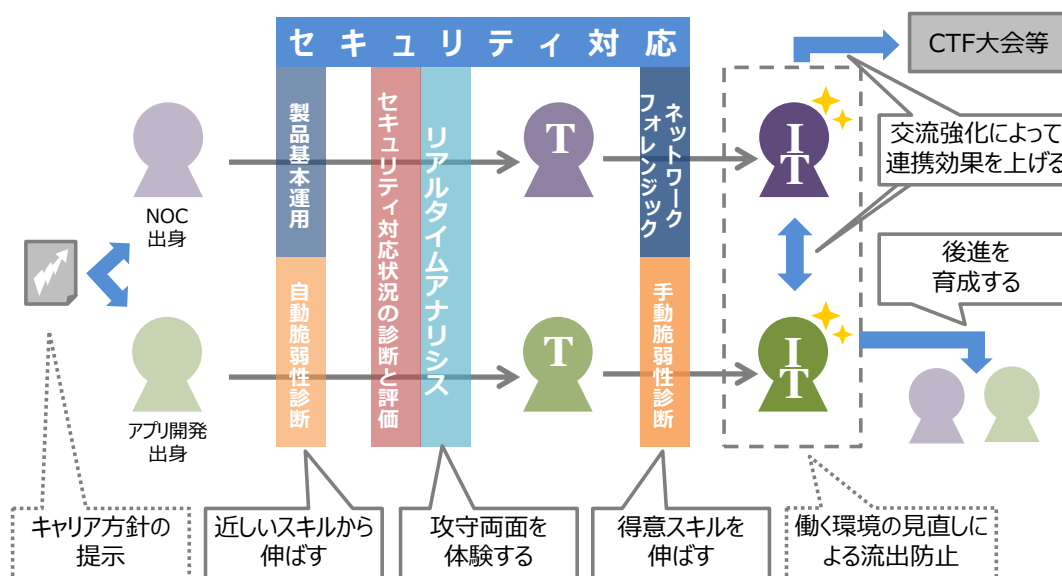 セキュリティ対応
CTF大会等
製品基本運用
セキュリティ対応状況の診断と評価
リアルタイムアナリシス
ネットワーク
フォレンジック
T
I
T
交流強化によって
連携効果を上げる
NOC
出身
後進を
育成する
自動脆弱性診断
手動脆弱性診断
T
I
T
アプリ開発
出身
キャリア方針の
提示
近しいスキルから
伸ばす
攻守両面を
体験する
得意スキルを
伸ばす
働く環境の見直しに
よる流出防止